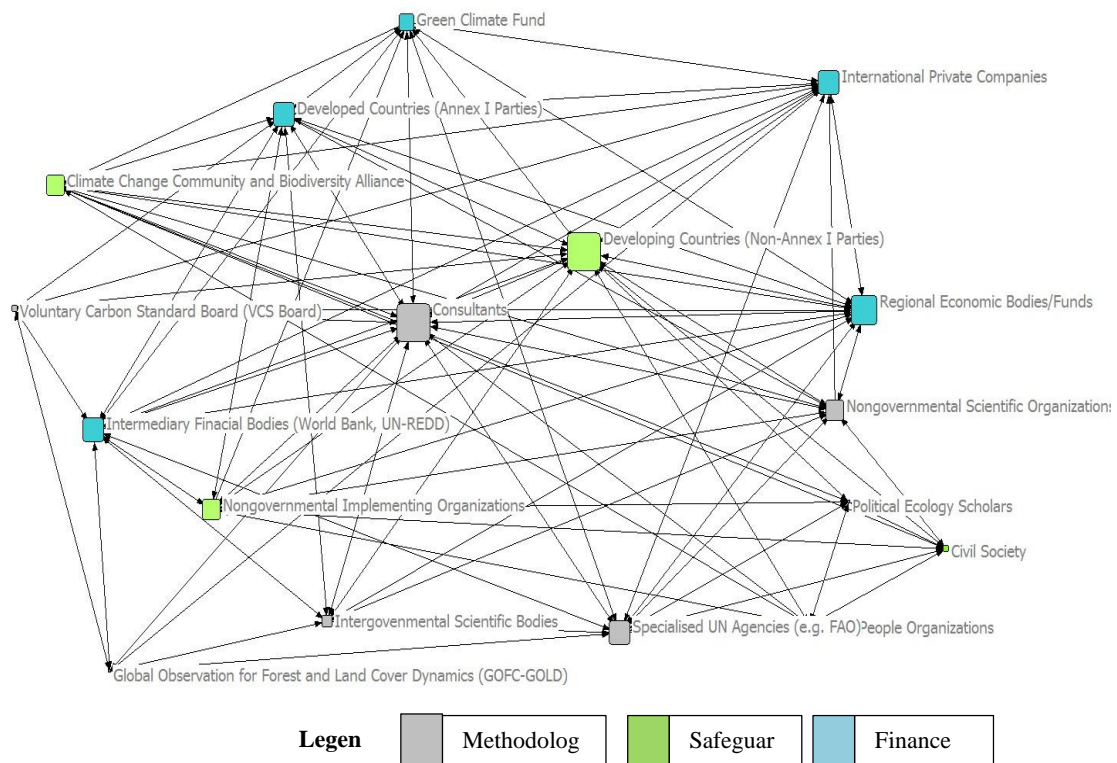 Green Climate Fund
International Private Companies
Developed Countries (Annex I Parties)
Climate Change Community and Biodiversity Alliance
Developing Countries (Non-Annex I Parties)
Voluntary Carbon Standard Board (VCS Board)
Consultants
Regional Economic Bodies/Funds
Nongovernmental Scientific Organizations
Intermediary Finacial Bodies (World Bank, UN-REDD)
Nongovernmental Implementing Organizations
Political Ecology Scholars
Civil Society
Intergovenmental Scientific Bodies
Specialised UN Agencies (e.g. FAO)
People Organizations
Global Observation for Forest and Land Cover Dynamics (GOFC-GOLD)
Legen
Methodolog
Safeguar
Finance